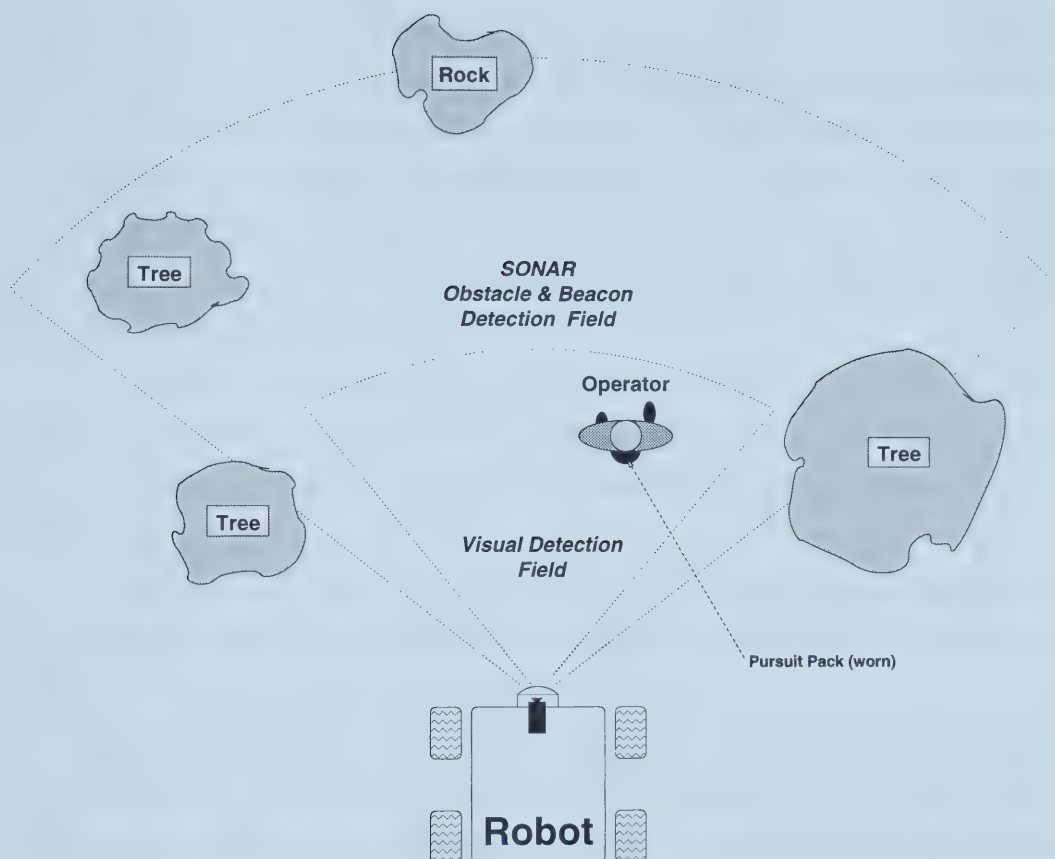 Rock
Tree
SONAR
Obstacle & Beacon
Detection Field
Operator
Tree
Tree
Visual Detection
Field
Pursuit Pack (worn)
Robot